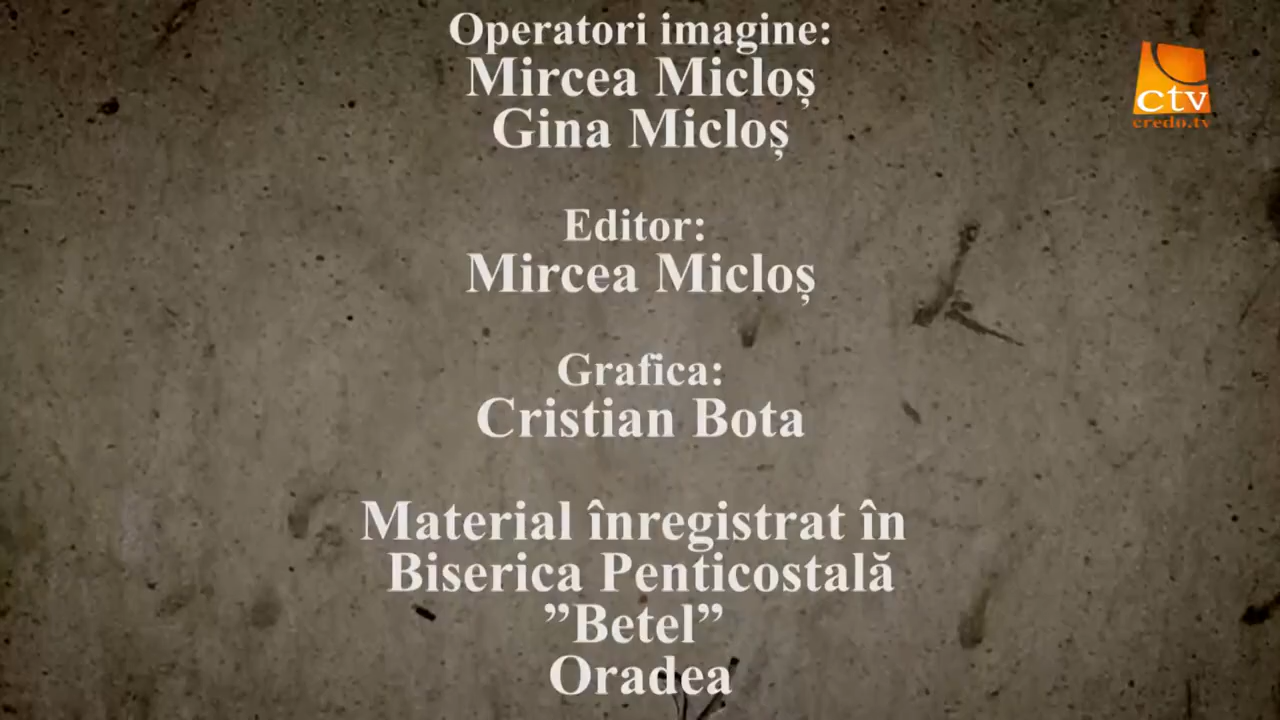 Operatori imagine:
Mircea Micloș
Gina Micloș
ctv
credo.tv
Editor:
Mircea Micloș
Grafica:
Cristian Bota
Material înregistrat în
Biserica Penticostală
”Betel”
Oradea